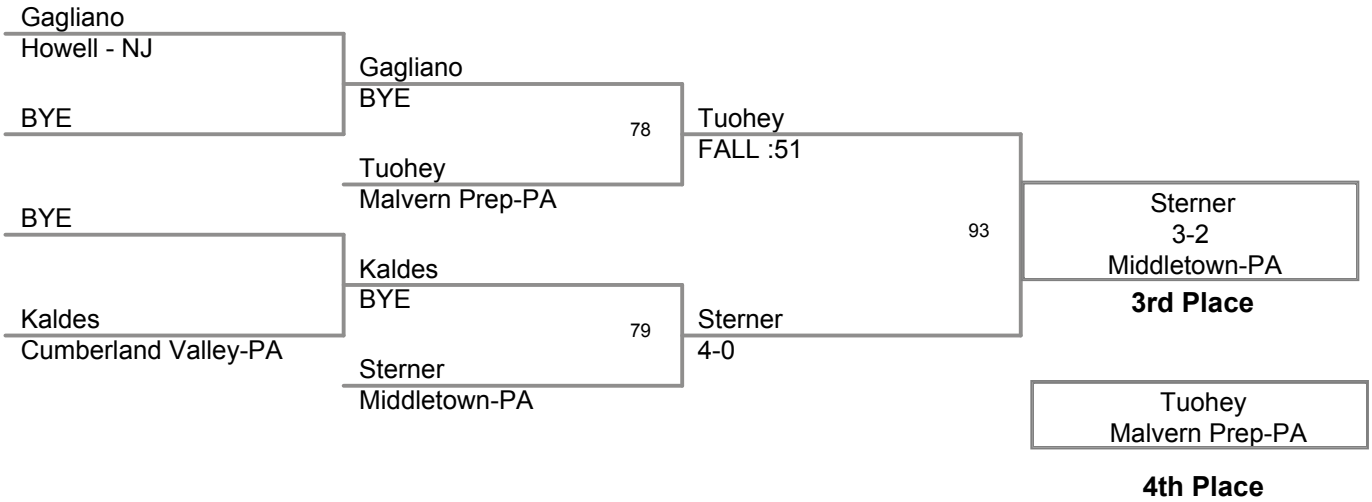 Gagliano
Howell - NJ
BYE
BYE
Kaldes
Cumberland Valley-PA
Gagliano
BYE
78
Tuohey
Malvern Prep-PA
Kaldes
BYE
79
Sterner
Middletown-PA
Tuohey
FALL :51
93
Sterner
4-0
Sterner
3-2
Middletown-PA
3rd Place
Tuohey
Malvern Prep-PA
4th Place